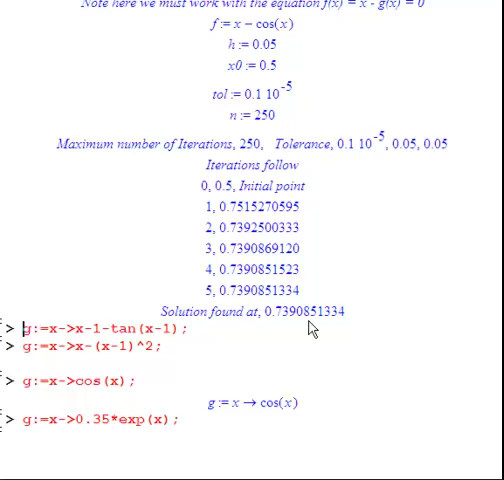 Note here we must work with the equation f(x) = x - g(x) = 0
f := x − cos(x)
h := 0.05
x0 := 0.5
tol := 0.1 10^-5
n := 250
Maximum number of Iterations, 250, Tolerance, 0.1 10^-5, 0.05, 0.05
Iterations follow
0, 0.5, Initial point
1, 0.7515270595
2, 0.7392500333
3, 0.7390869120
4, 0.7390851523
5, 0.7390851334
Solution found at, 0.7390851334
> g:=x->x-1-tan(x-1);
> g:=x->x-(x-1)^2;
> g:=x->cos(x);
g := x → cos(x)
> g:=x->0.35*exp(x);